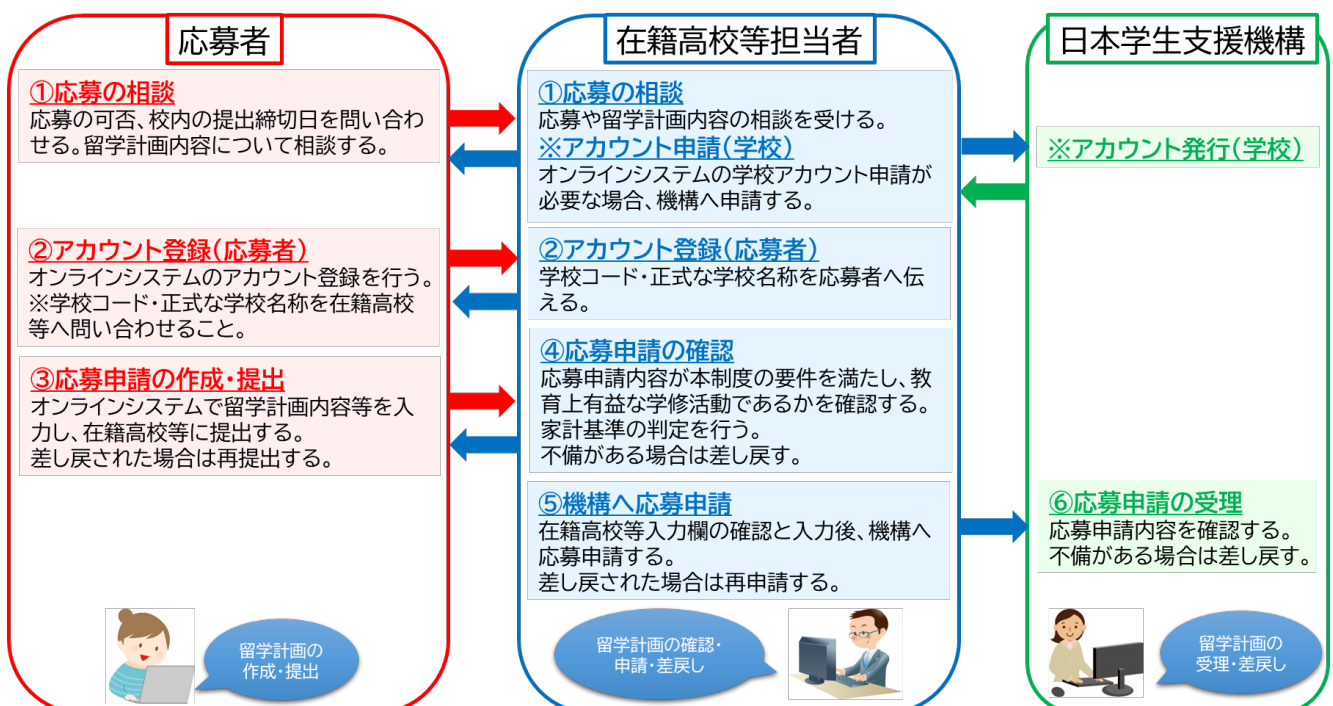 応募者
①応募の相談
応募の可否、校内の提出締切日を問い合わ
せる。留学計画内容について相談する。
②アカウント登録(応募者)
オンラインシステムのアカウント登録を行う。
※学校コード・正式な学校名称を在籍高校
等へ問い合わせること。
③応募申請の作成・提出
オンラインシステムで留学計画内容等を入
力し、在籍高校等に提出する。
差し戻された場合は再提出する。
留学計画の
作成・提出
在籍高校等担当者
①応募の相談
応募や留学計画内容の相談を受ける。
※アカウント申請(学校)
オンラインシステムの学校アカウント申請が
必要な場合、機構へ申請する。
②アカウント登録(応募者)
学校コード・正式な学校名称を応募者へ伝
える。
④応募申請の確認
応募申請内容が本制度の要件を満たし、教
育上有益な学修活動であるかを確認する。
家計基準の判定を行う。
不備がある場合は差し戻す。
⑤機構へ応募申請
在籍高校等入力欄の確認と入力後、機構へ
応募申請する。
差し戻された場合は再申請する。
留学計画の確認・
申請・差戻し
日本学生支援機構
※アカウント発行(学校)
⑥応募申請の受理
応募申請内容を確認する。
不備がある場合は差し戻す。
留学計画の
受理・差戻し